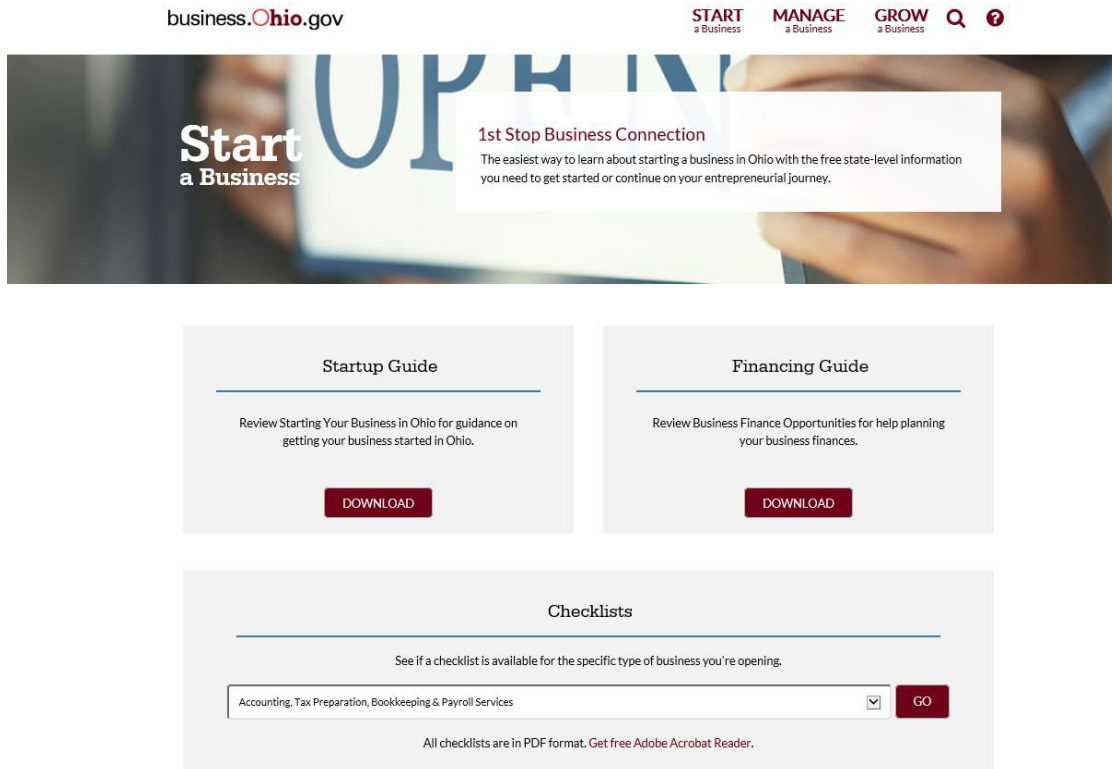 business.Ohio.gov
START
a Business
MANAGE
a Business
GROW
a Business
OPEN
Start
a Business
1st Stop Business Connection
The easiest way to learn about starting a business in Ohio with the free state-level information
you need to get started or continue on your entrepreneurial journey.
Startup Guide
Review Starting Your Business in Ohio for guidance on
getting your business started in Ohio.
DOWNLOAD
Financing Guide
Review Business Finance Opportunities for help planning
your business finances.
DOWNLOAD
Checklists
See if a checklist is available for the specific type of business you're opening.
Accounting, Tax Preparation, Bookkeeping & Payroll Services
GO
All checklists are in PDF format. Get free Adobe Acrobat Reader.